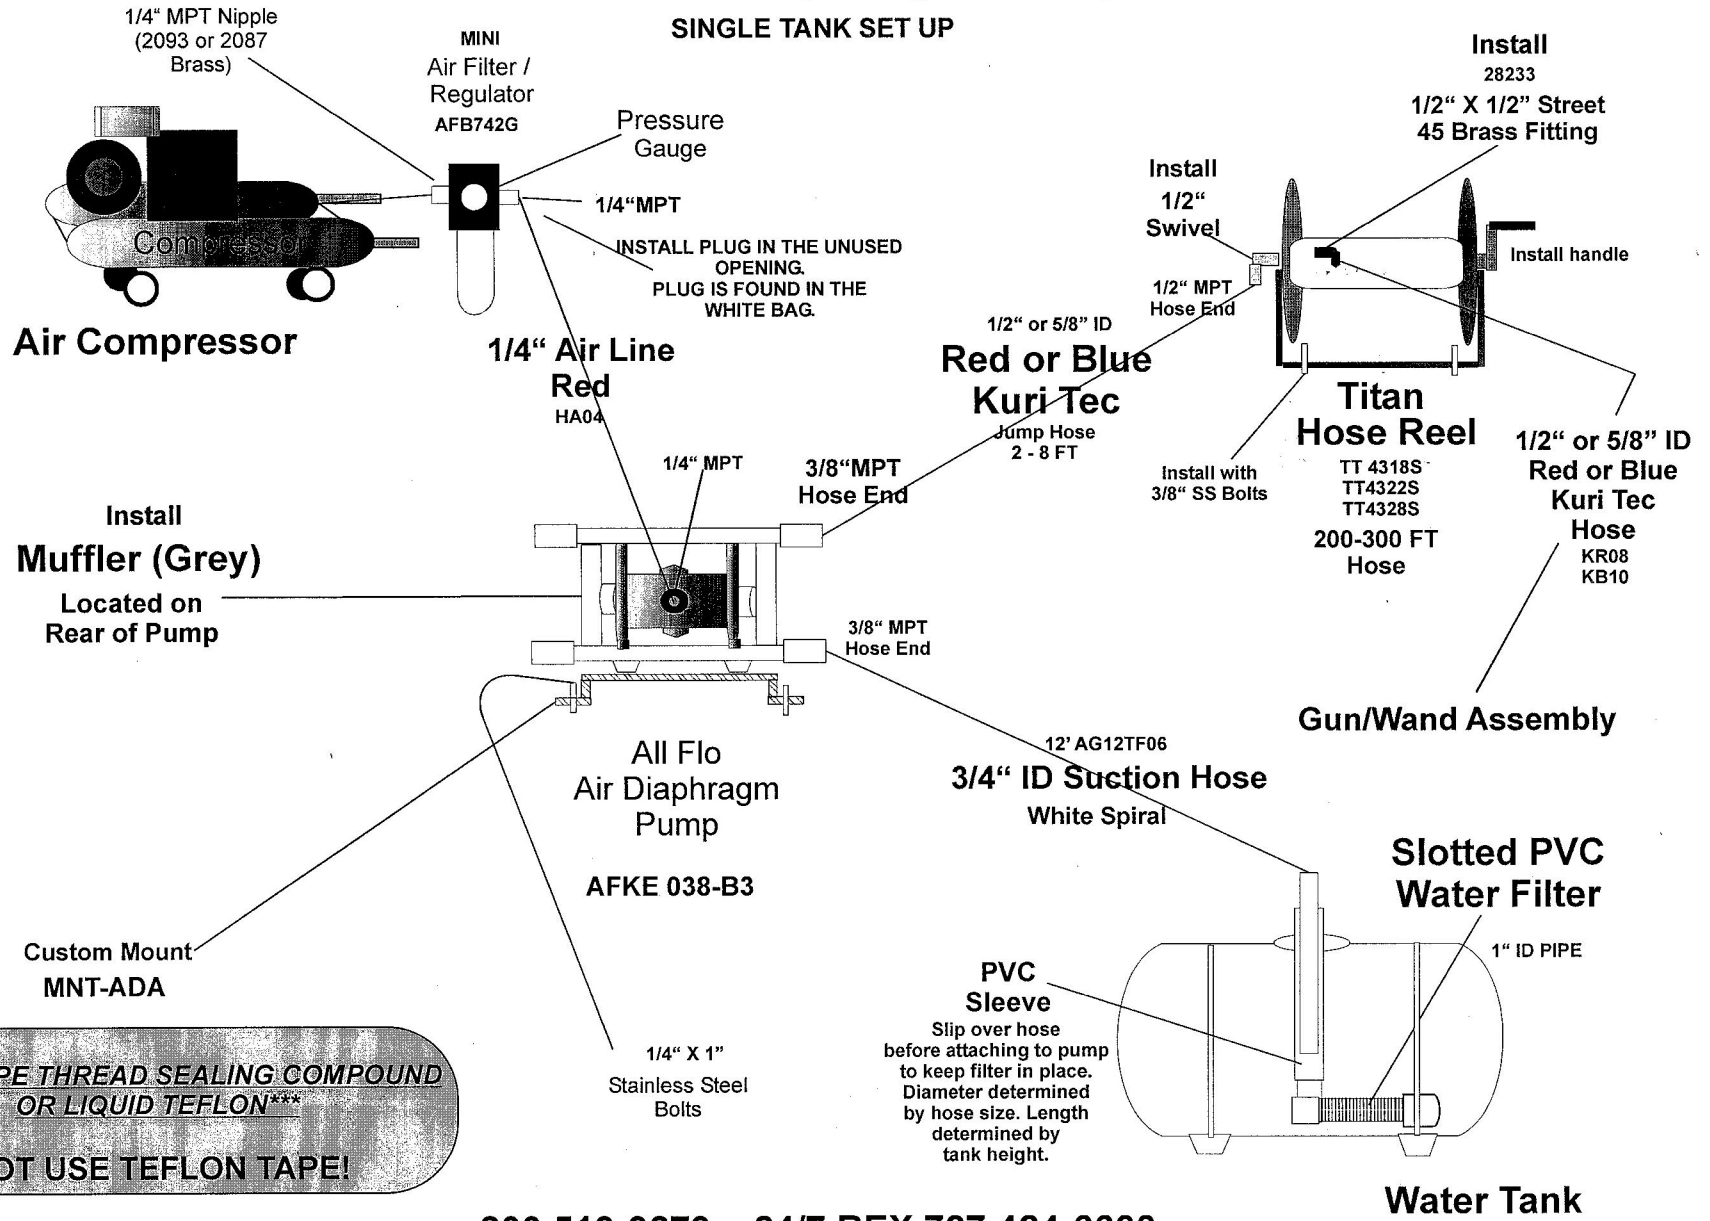 SINGLE TANK SET UP
1/4“ MPT Nipple
(2093 or 2087
Brass)
MINI
Air Filter /
Regulator
AFB742G
Pressure
Gauge
1/4“MPT
INSTALL PLUG IN THE UNUSED
OPENING.
PLUG IS FOUND IN THE
WHITE BAG.
Compressor
Air Compressor
1/4“ Air Line
Red
HA04
Install
28233
1/2“ X 1/2” Street
45 Brass Fitting
Install
1/2“
Swivel
Install handle
1/2“ MPT
Hose End
1/2“ or 5/8” ID
Red or Blue
Kuri Tec
Jump Hose
2 - 8 FT
Titan
Hose Reel
TT 4318S
TT4322S
TT4328S
200-300 FT
Hose
Install with
3/8“ SS Bolts
1/2“ or 5/8” ID
Red or Blue
Kuri Tec
Hose
KR08
KB10
Gun/Wand Assembly
1/4“ MPT
3/8“MPT
Hose End
Install
Muffler (Grey)
Located on
Rear of Pump
3/8“ MPT
Hose End
All Flo
Air Diaphragm
Pump
AFKE 038-B3
12’ AG12TF06
3/4“ ID Suction Hose
White Spiral
Slotted PVC
Water Filter
1“ ID PIPE
Custom Mount
MNT-ADA
PVC
Sleeve
Slip over hose
before attaching to pump
to keep filter in place.
Diameter determined
by hose size. Length
determined by
tank height.
1/4“ X 1”
Stainless Steel
Bolts
THREAD SEALING COMPOUND
OR LIQUID TEFLON***
USE TEFLON TAPE!
Water Tank